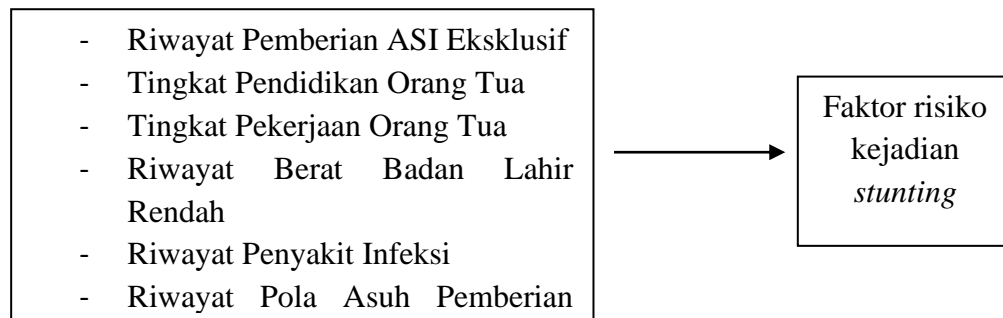 - Riwayat Pemberian ASI Eksklusif
- Tingkat Pendidikan Orang Tua
- Tingkat Pekerjaan Orang Tua
- Riwayat Berat Badan Lahir
Rendah
- Riwayat Penyakit Infeksi
- Riwayat Pola Asuh Pemberian
Faktor risiko
kejadian
stunting